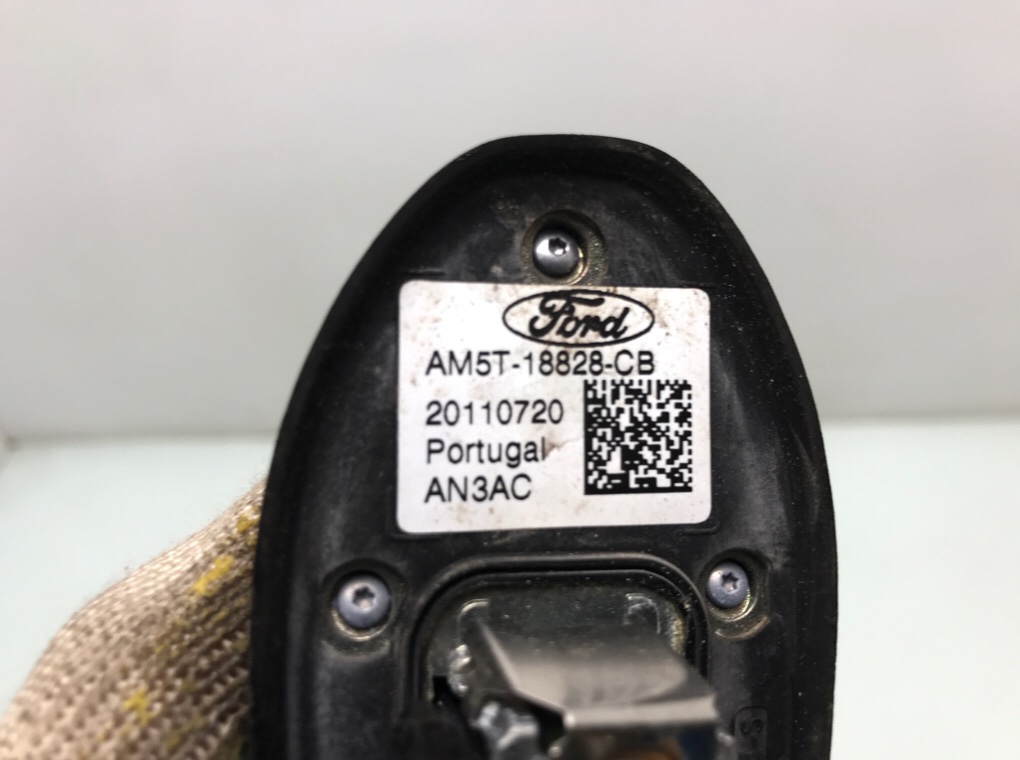 Ford
AM5T-18828-CB
20110720
Portugal
AN3AC